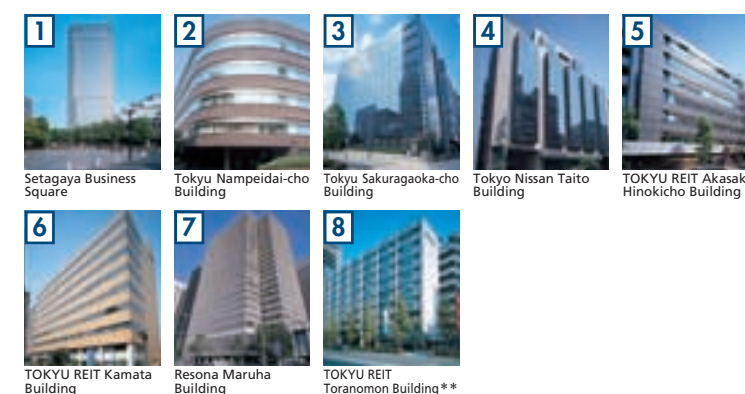 1
2
3
4
5
Setagaya Business
Square
Tokyu Nampeidai-cho
Building
Tokyu Sakuragaoka-cho
Building
Tokyo Nissan Taito
Building
TOKYU REIT Akasak
Hinokicho Building
6
7
8
TOKYU REIT Kamata
Building
Resona Maruha
Building
TOKYU REIT
Toranomon Building**